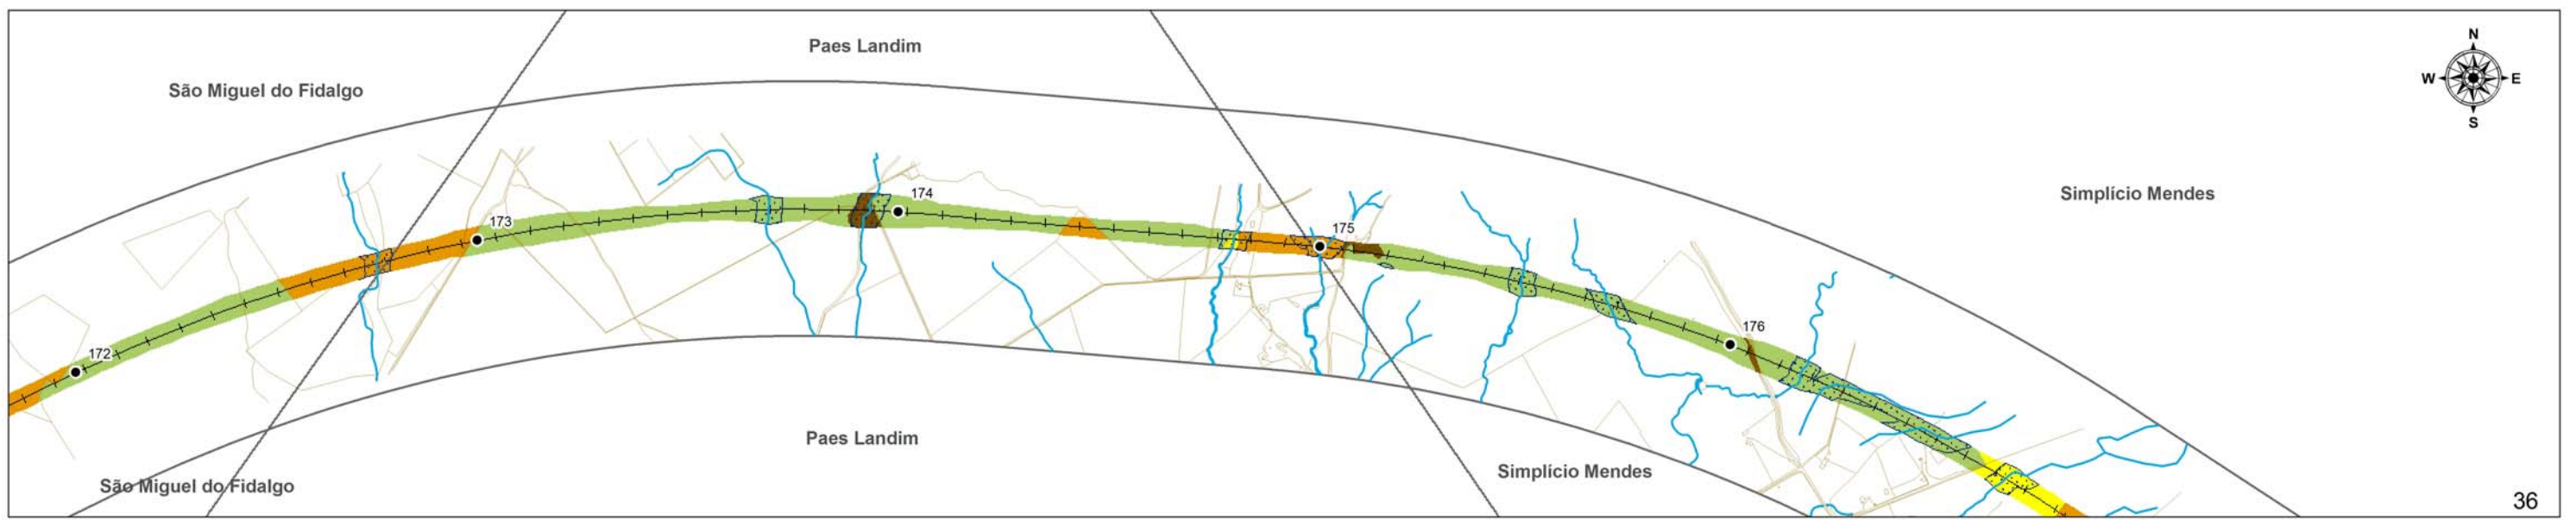 Paes Landim
São Miguel do Fidalgo
N
W E
S
Simplício Mendes
174
173
175
176
172
Paes Landim
Simplício Mendes
São Miguel do Fidalgo
36